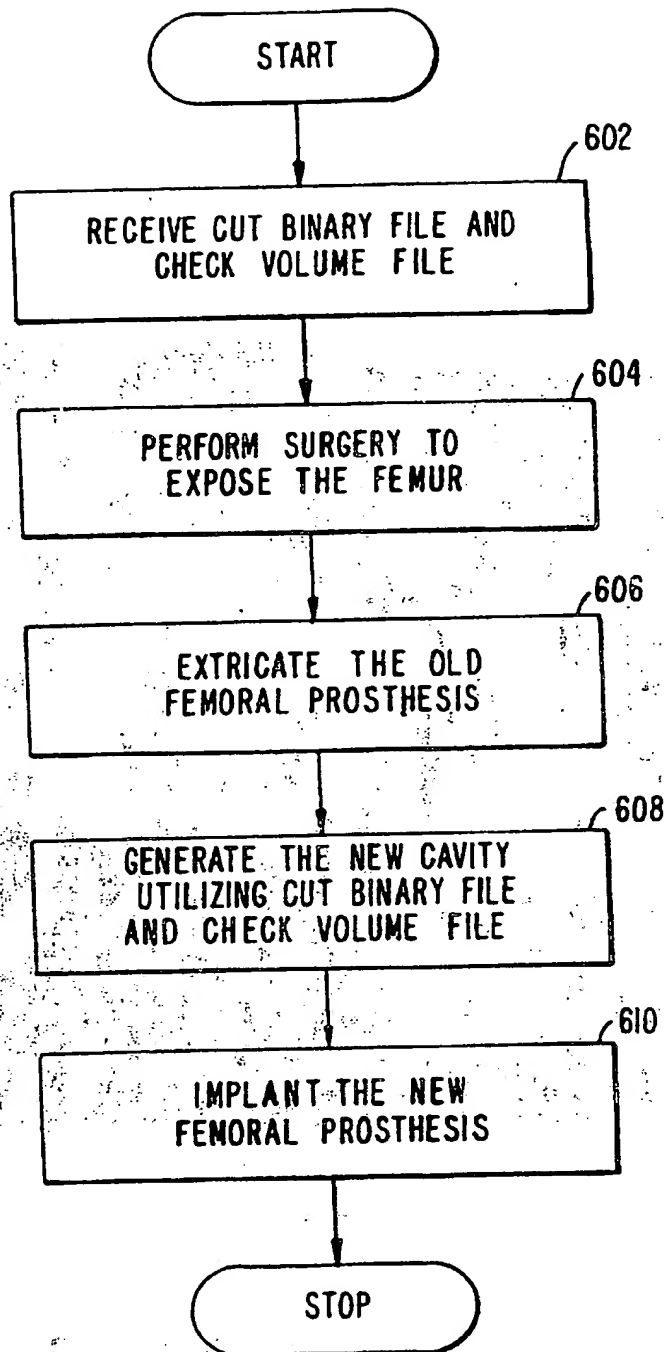 START
602
RECEIVE CUT BINARY FILE AND
CHECK VOLUME FILE
604
PERFORM SURGERY TO
EXPOSE THE FEMUR
606
EXTRICATE THE OLD
FEMORAL PROSTHESIS
608
GENERATE THE NEW CAVITY
UTILIZING CUT BINARY FILE
AND CHECK VOLUME FILE
610
IMPLANT THE NEW
FEMORAL PROSTHESIS
STOP